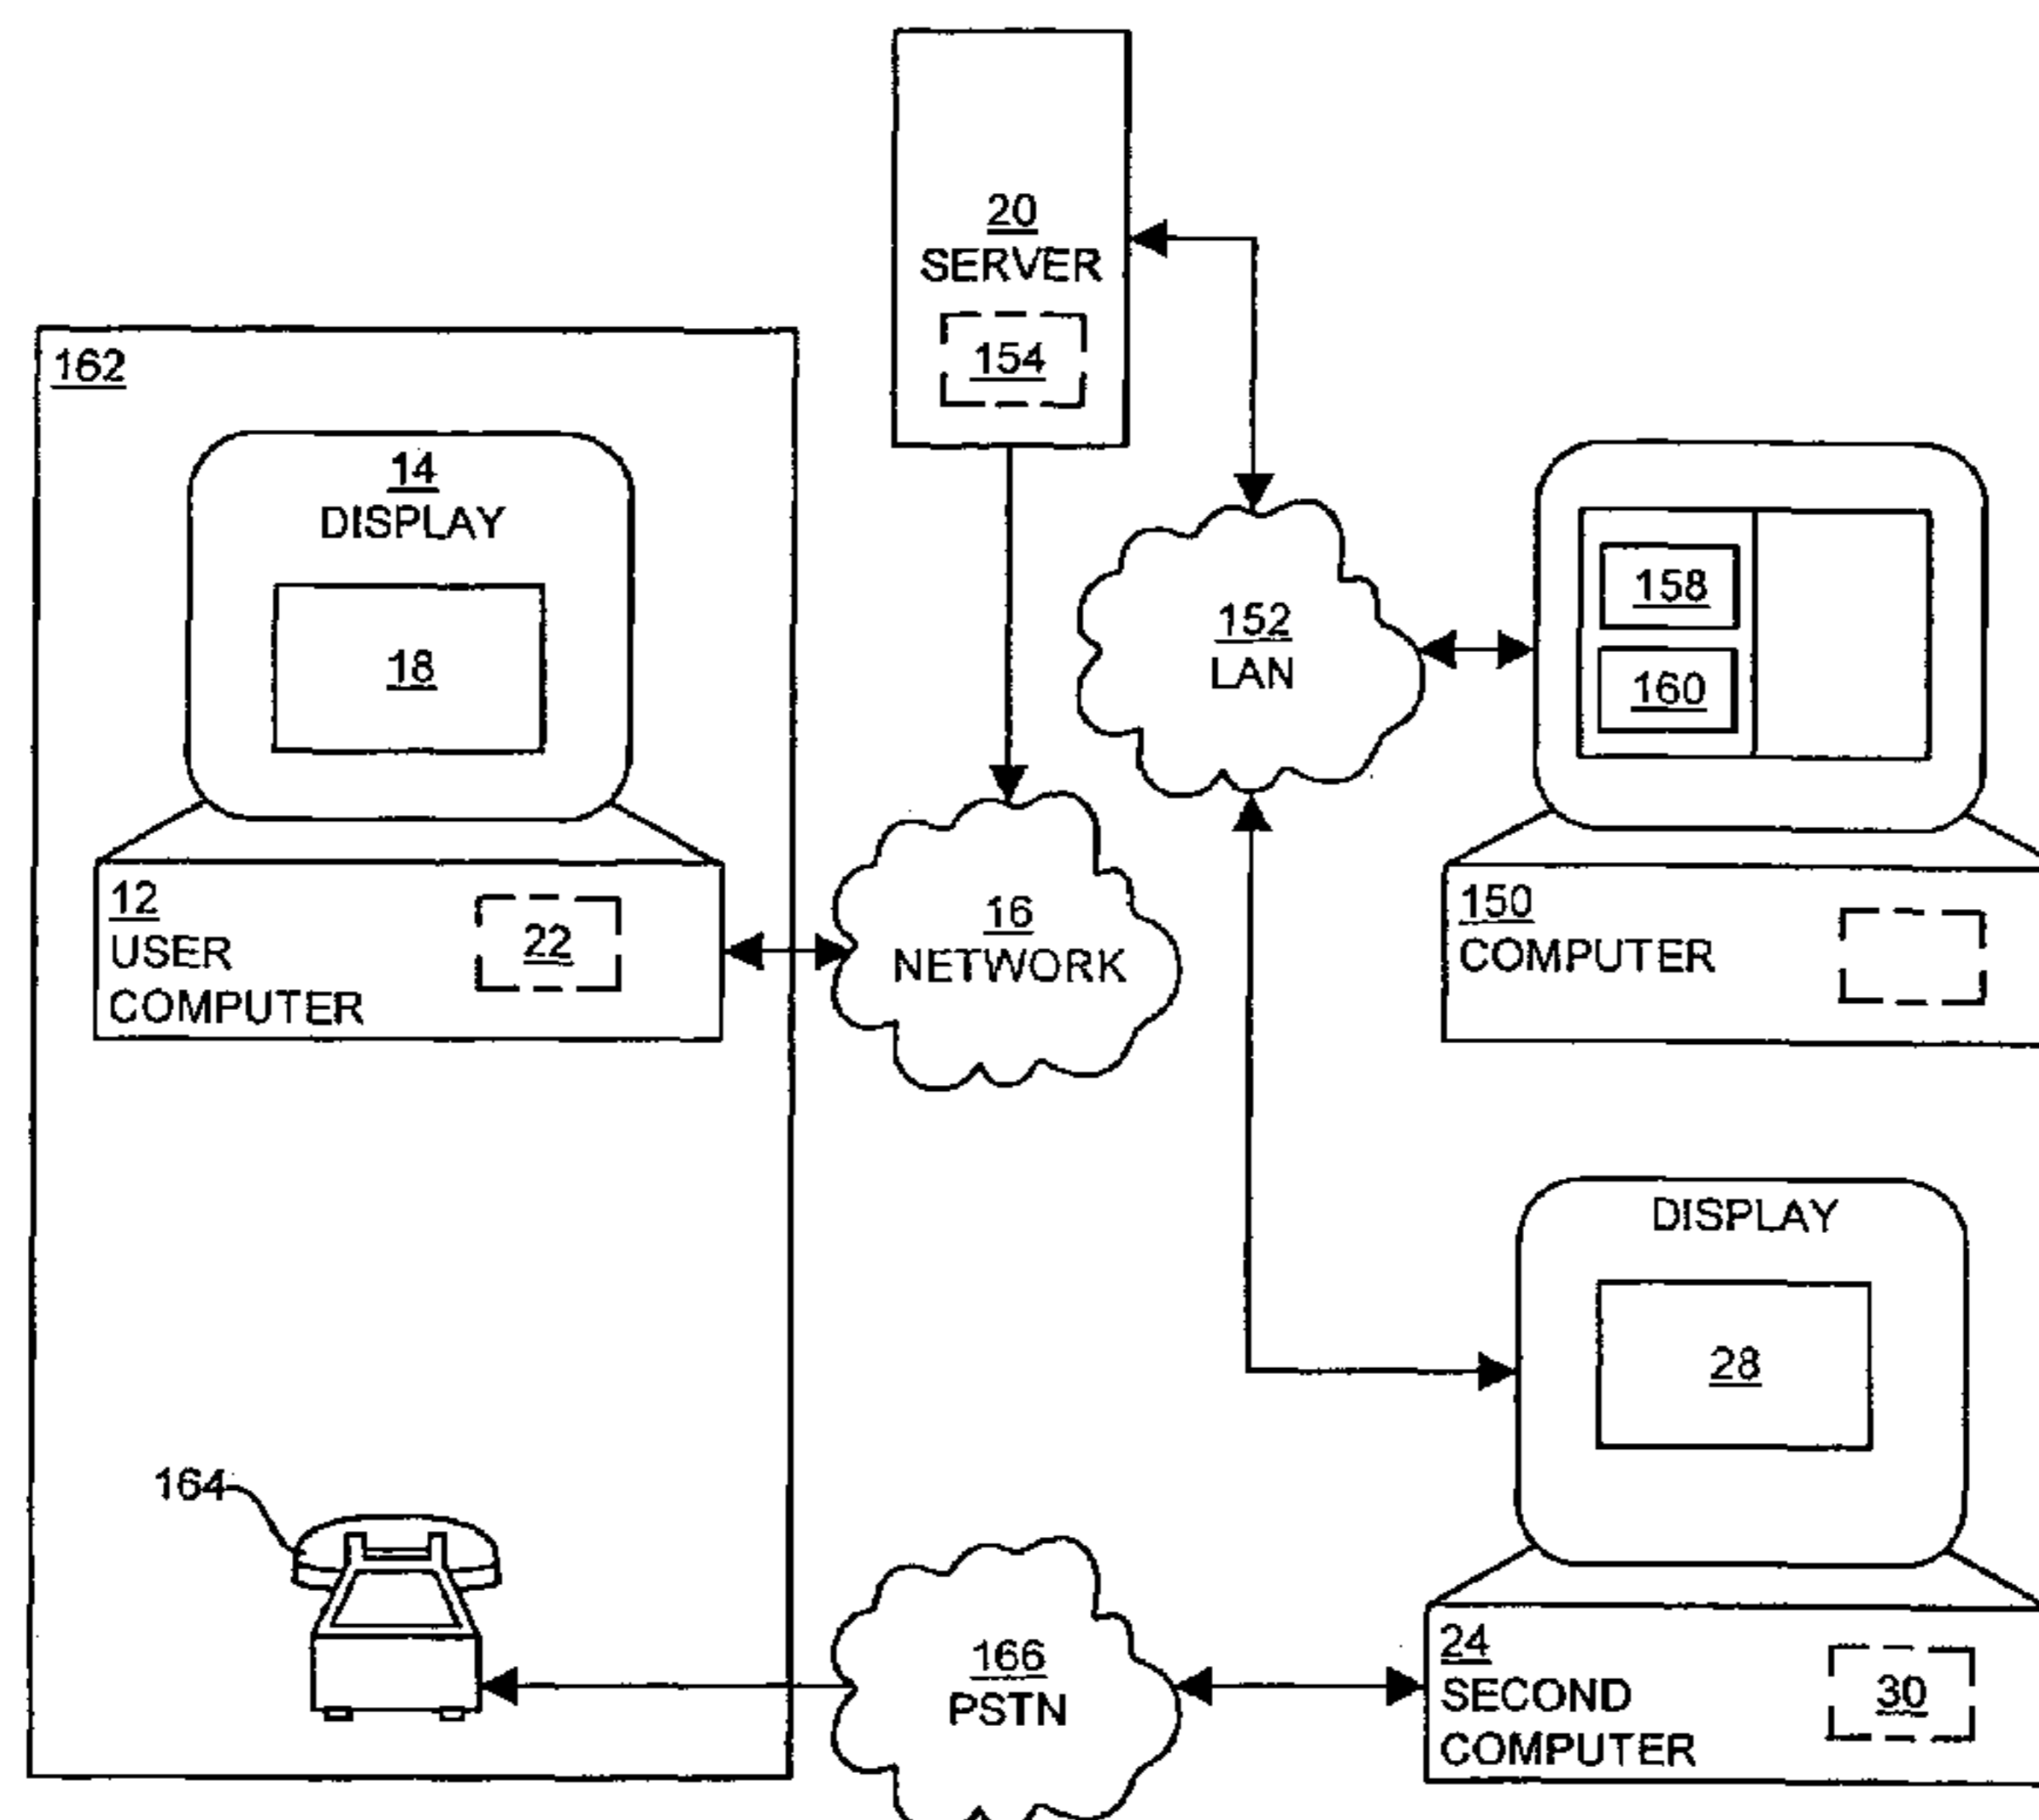 20
SERVER
154
162
14
DISPLAY
18
12
USER
COMPUTER
22
16
NETWORK
152
LAN
158
160
150
COMPUTER
DISPLAY
28
164
166
PSTN
24
SECOND
COMPUTER
30